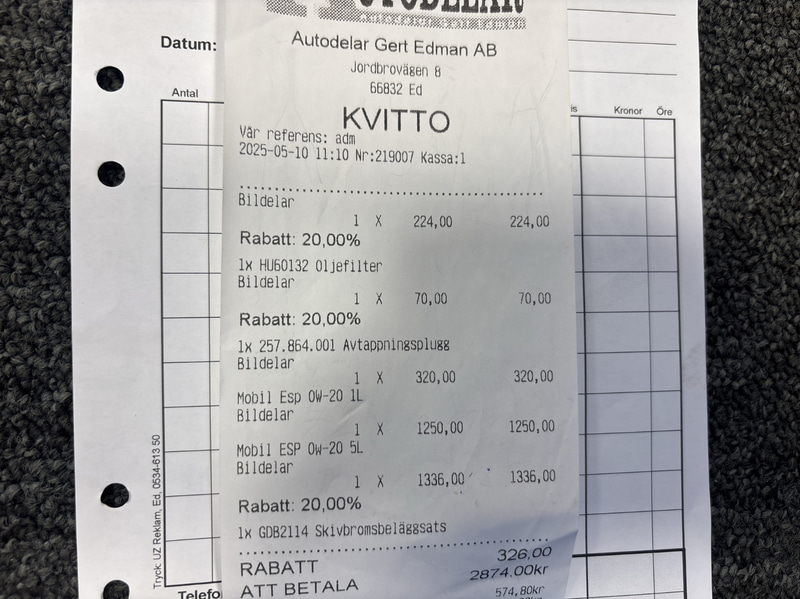 AUTODELAR
Datum:
Autodelar Gert Edman AB
Jordbrovägen 8
66832 Ed
Antal
Kronor
Öre
KVITTO
Vår referens: adm
2025-05-10 11:10 Nr:219007 Kassa:1
Bildelar
1 X 224,00 224,00
Rabatt: 20,00%
1x HU60132 Oljefilter
Bildelar
1 X 70,00 70,00
Rabatt: 20,00%
1x 257.864.001 Avtappningsplugg
Bildelar
1 X 320,00 320,00
Mobil Esp 0W-20 1L
Bildelar
1 X 1250,00 1250,00
Mobil ESP 0w-20 5L
Bildelar
1 X 1336,00 1336,00
Rabatt: 20,00%
1x GDB2114 Skivbromsbeläggsats
RABATT 326,00
ATT BETALA 2874,00kr
574,80kr
Telefo
Tryck: UZ Reklam, Ed, 0534-613 50